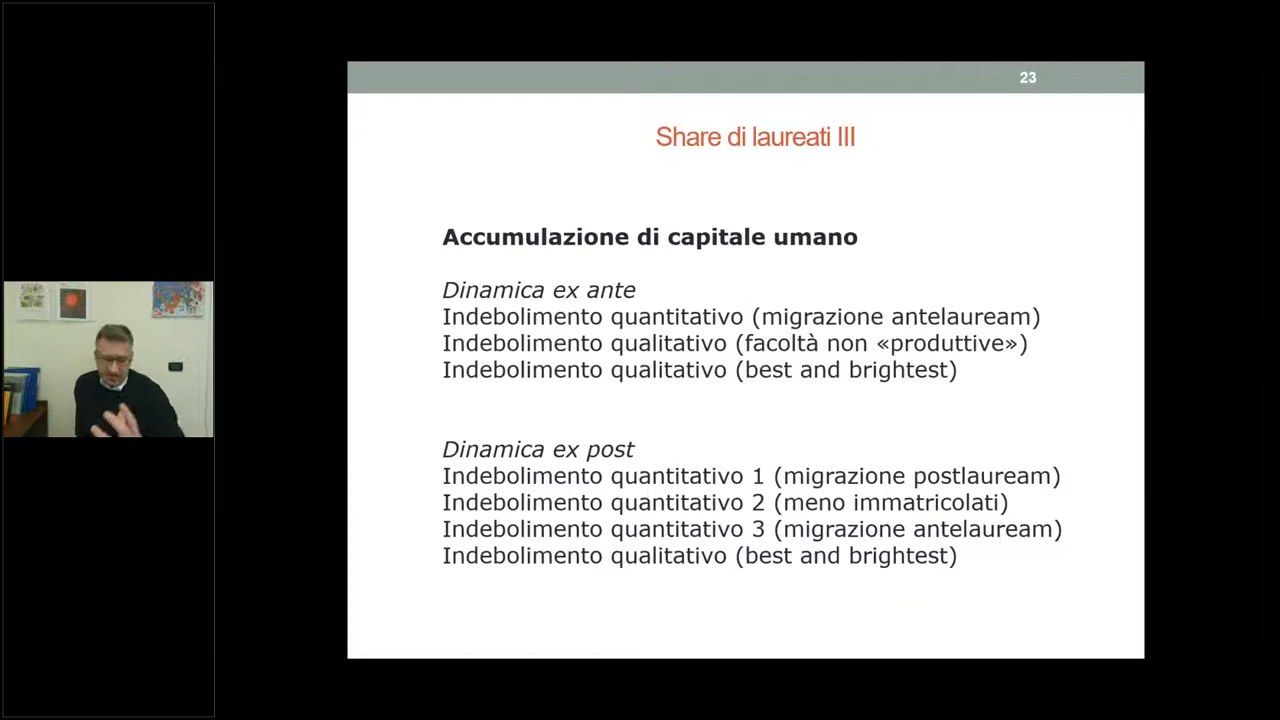 23
Share di laureati III
Accumulazione di capitale umano
Dinamica ex ante
Indebolimento quantitativo (migrazione antelauream)
Indebolimento qualitativo (facoltà non «produttive»)
Indebolimento qualitativo (best and brightest)
Dinamica ex post
Indebolimento quantitativo 1 (migrazione postlauream)
Indebolimento quantitativo 2 (meno immatricolati)
Indebolimento quantitativo 3 (migrazione antelauream)
Indebolimento qualitativo (best and brightest)